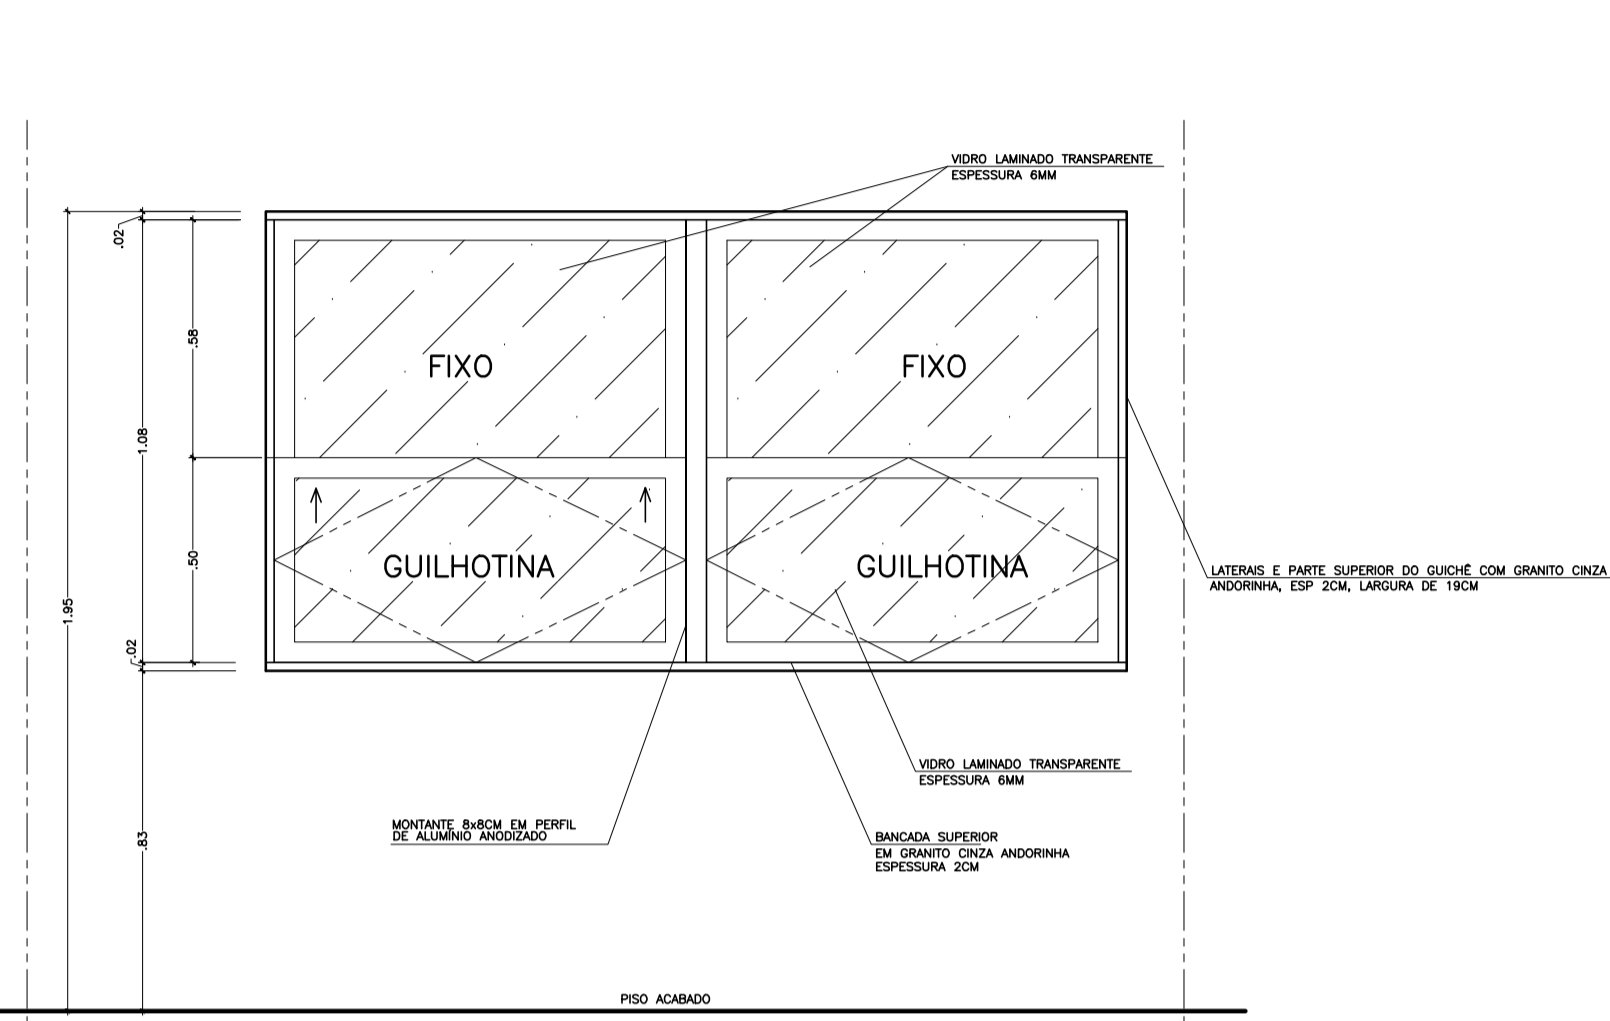 VIDRO LAMINADO TRANSPARENTE
ESPESSURA 6MM
.02
.58
FIXO
FIXO
1.08
.50
GUILHOTINA
GUILHOTINA
LATERAIS E PARTE SUPERIOR DO GUICHÊ COM GRANITO CINZA
ANDORINHA, ESP 2CM, LARGURA DE 19CM
1.95
.02
VIDRO LAMINADO TRANSPARENTE
ESPESSURA 6MM
MONTANTE 8x8CM EM PERFIL
DE ALUMÍNIO ANODIZADO
.83
BANCADA SUPERIOR
EM GRANITO CINZA ANDORINHA
ESPESSURA 2CM
PISO ACABADO